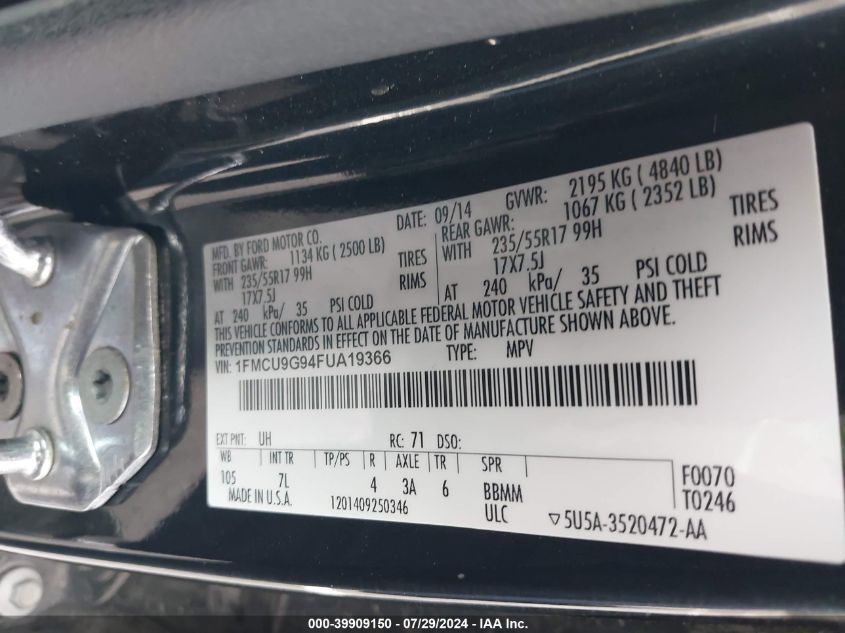 MFD. BY FORD MOTOR CO.
DATE: 09/14 GVWR: 2195 KG ( 4840 LB)
FRONT GAWR: 1134 KG ( 2500 LB) REAR GAWR: 1067 KG ( 2352 LB)
WITH 235/55R17 99H TIRES WITH 235/55R17 99H TIRES
17X7.5J RIMS 17X7.5J RIMS
AT 240 kPa/ 35 PSI COLD AT 240 kPa/ 35 PSI COLD
THIS VEHICLE CONFORMS TO ALL APPLICABLE FEDERAL MOTOR VEHICLE SAFETY AND THEFT
PREVENTION STANDARDS IN EFFECT ON THE DATE OF MANUFACTURE SHOWN ABOVE.
VIN: 1FMCU9G94FUA19366 TYPE: MPV
EXT PNT: UH RC: 71 DSO:
WB INT TR TP/PS R AXLE TR SPR
105 7L 4 3A 6 BBMM F0070
MADE IN U.S.A. 1201409250346 ULC T0246
▽5U5A-3520472-AA
000-39909150 - 07/29/2024 - IAA Inc.